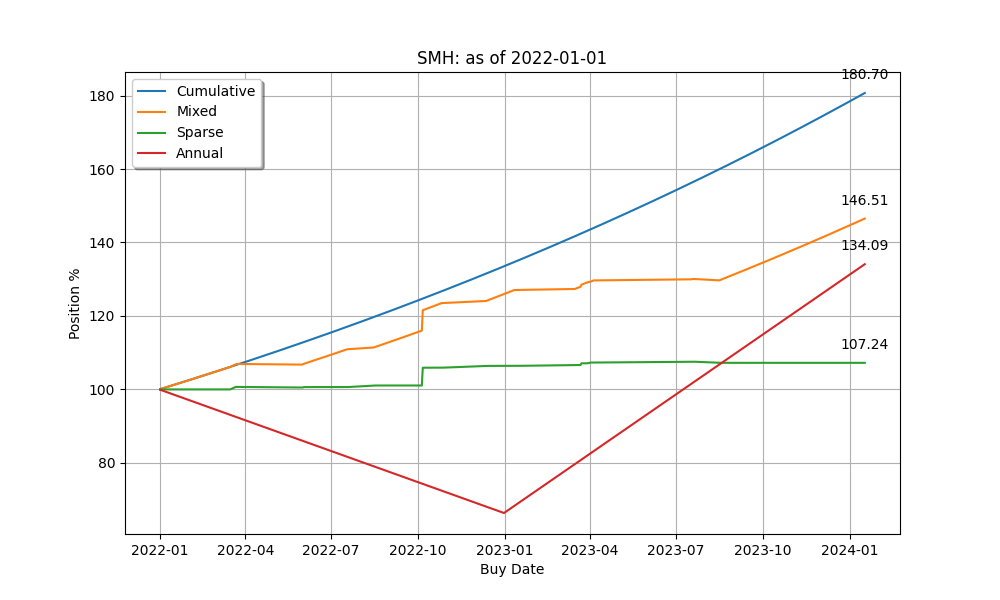 SMH: as of 2022-01-01
180.70
180
Cumulative
Mixed
Sparse
Annual
160
146.51
140
134.09
120
107.24
100
80
Position %
2022-01 2022-04 2022-07 2022-10 2023-01 2023-04 2023-07 2023-10 2024-01
Buy Date